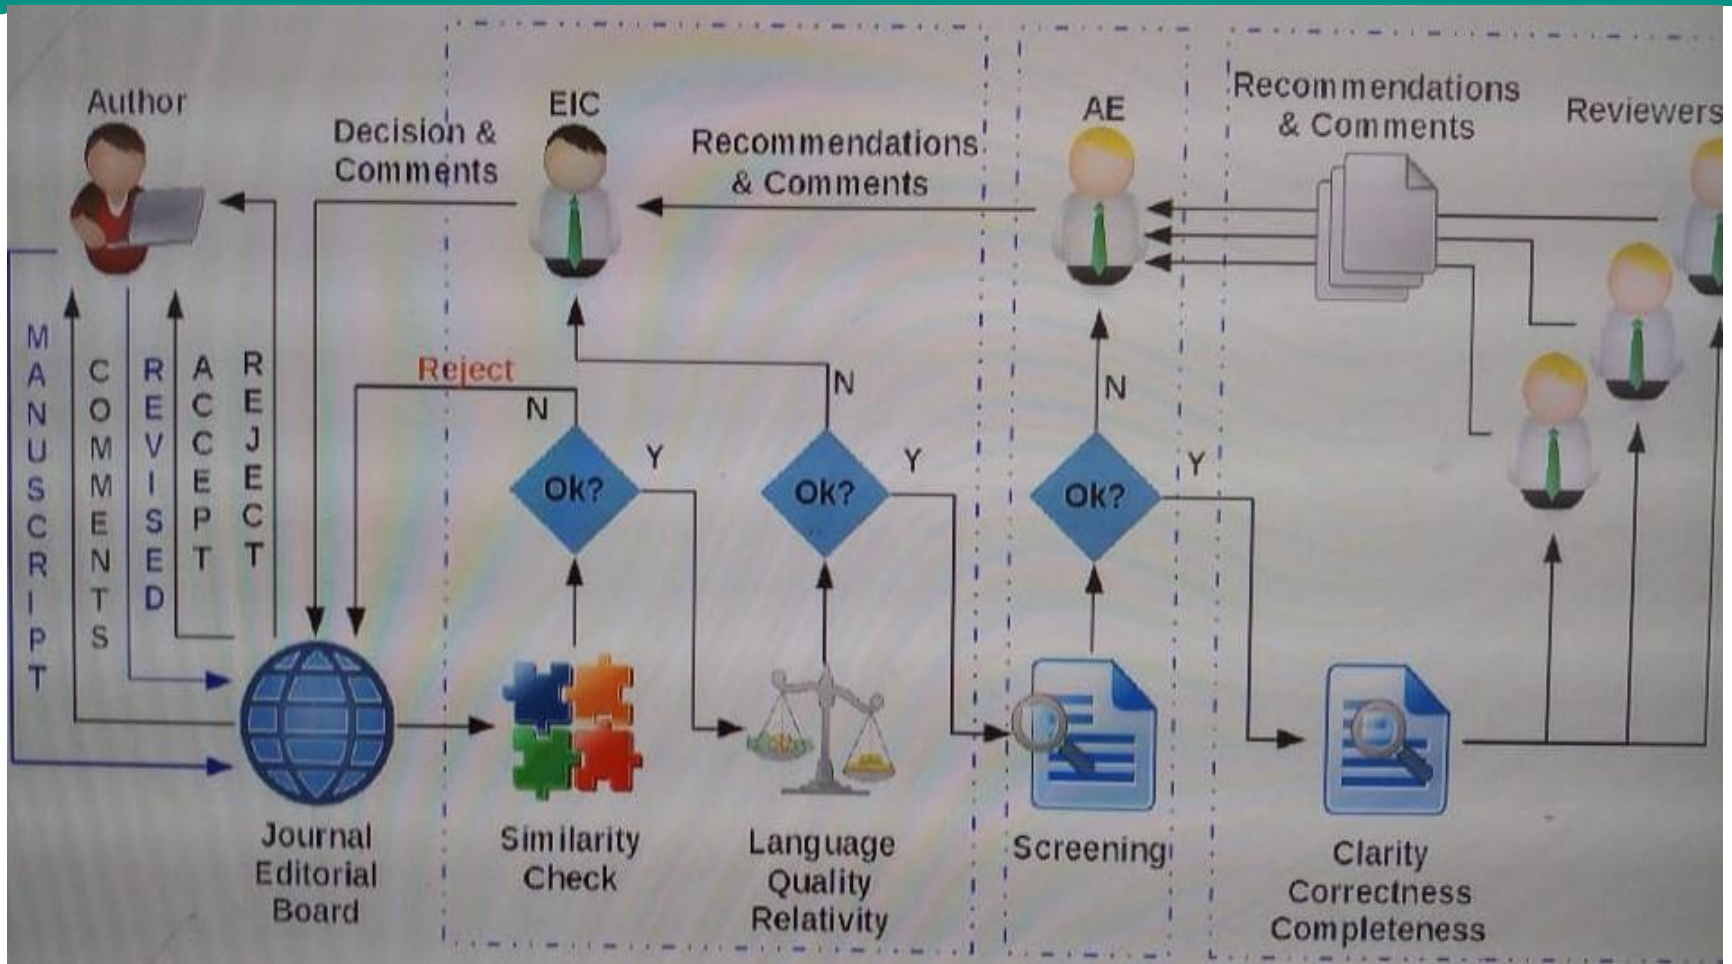 Author
Decision &
Comments
EIC
Recommendations
& Comments
AE
Recommendations
& Comments
Reviewers
MANUSCRIPT
COMMENTS
REVISED
ACCEPT
REJECT
Reject
N
Ok?
Y
N
Ok?
Y
N
Ok?
Y
Journal
Editorial
Board
Similarity
Check
Language
Quality
Relativity
Screening
Clarity
Correctness
Completeness